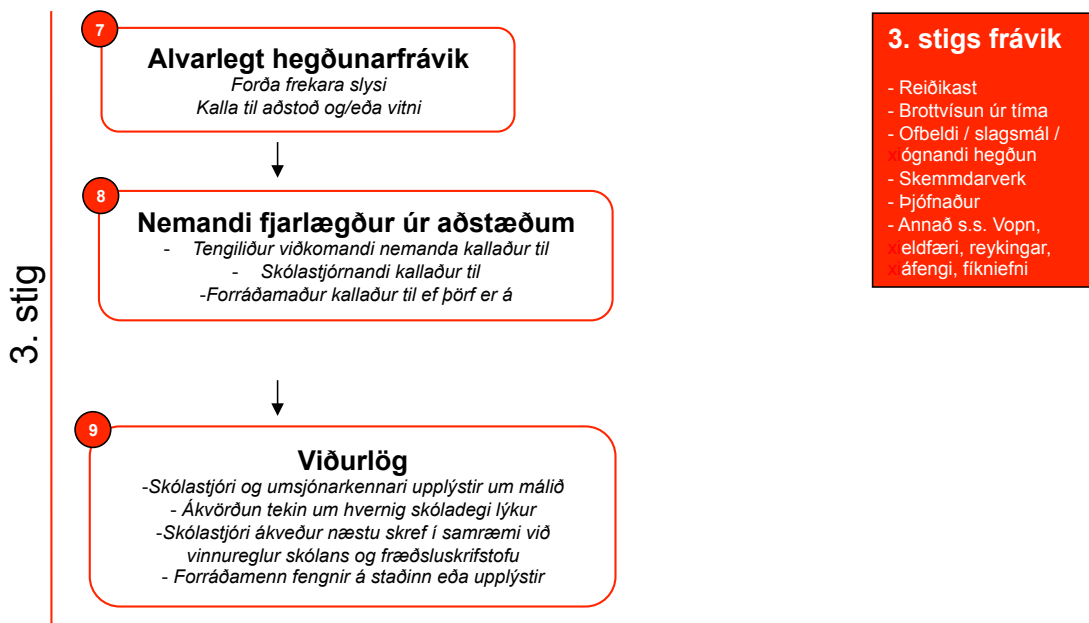 3. stig
7
Alvarlegt hegðunarfrávik
Forða frekara slysi
Kalla til aðstoð og/eða vitni
8
Nemandi fjarlægður úr aðstæðum
- Tengiliður viðkomandi nemanda kallaður til
- Skólastjórnandi kallaður til
-Forráðamaður kallaður til ef þörf er á
9
Viðurlög
-Skólastjóri og umsjónarkennari upplýstir um málið
- Ákvörðun tekin um hvernig skóladegi lýkur
-Skólastjóri ákveður næstu skref í samræmi við
vinnureglur skólans og fræðsluskrifstofu
- Forráðamenn fengnir á staðinn eða upplýstir
3. stigs frávik
- Reiðikast
- Brottvísun úr tíma
- Ofbeldi / slagsmál /
xiógnandi hegðun
- Skemmdarverk
- Þjófnaður
- Annað s.s. Vopn,
xieldfæri, reykingar,
xiáfengi, fíkniefni